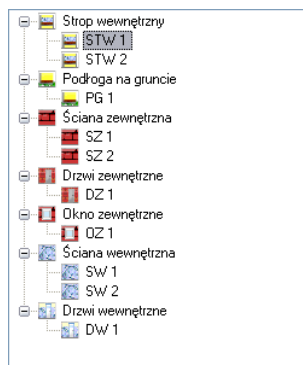 Strop wewnętrzny
STW 1
STW 2
Podłoga na gruncie
PG 1
Ściana zewnętrzna
SZ 1
SZ 2
Drzwi zewnętrzne
DZ 1
Okno zewnętrzne
OZ 1
Ściana wewnętrzna
SW 1
SW 2
Drzwi wewnętrzne
DW 1